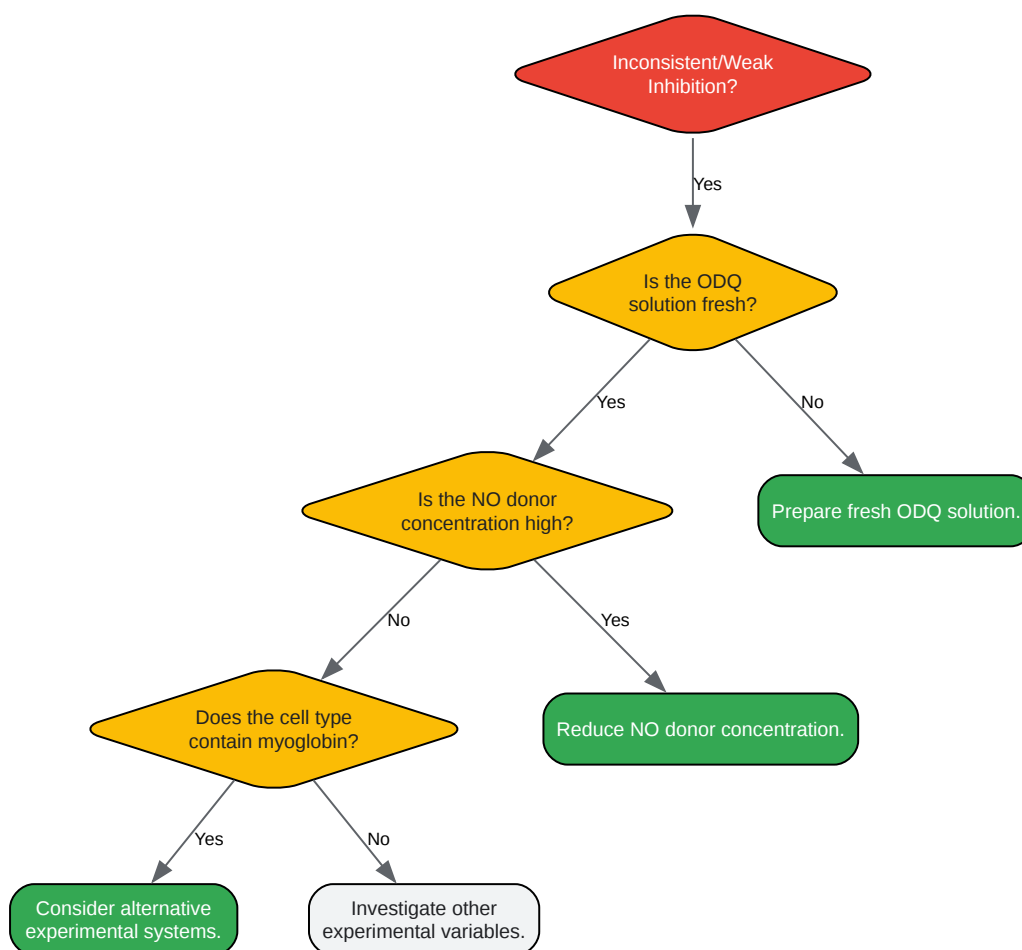 Inconsistent/Weak
Inhibition?
Yes
Is the ODQ
solution fresh?
Yes
No
Is the NO donor
concentration high?
Prepare fresh ODQ solution.
No
Yes
Does the cell type
contain myoglobin?
Reduce NO donor concentration.
Yes
No
Consider alternative
experimental systems.
Investigate other
experimental variables.